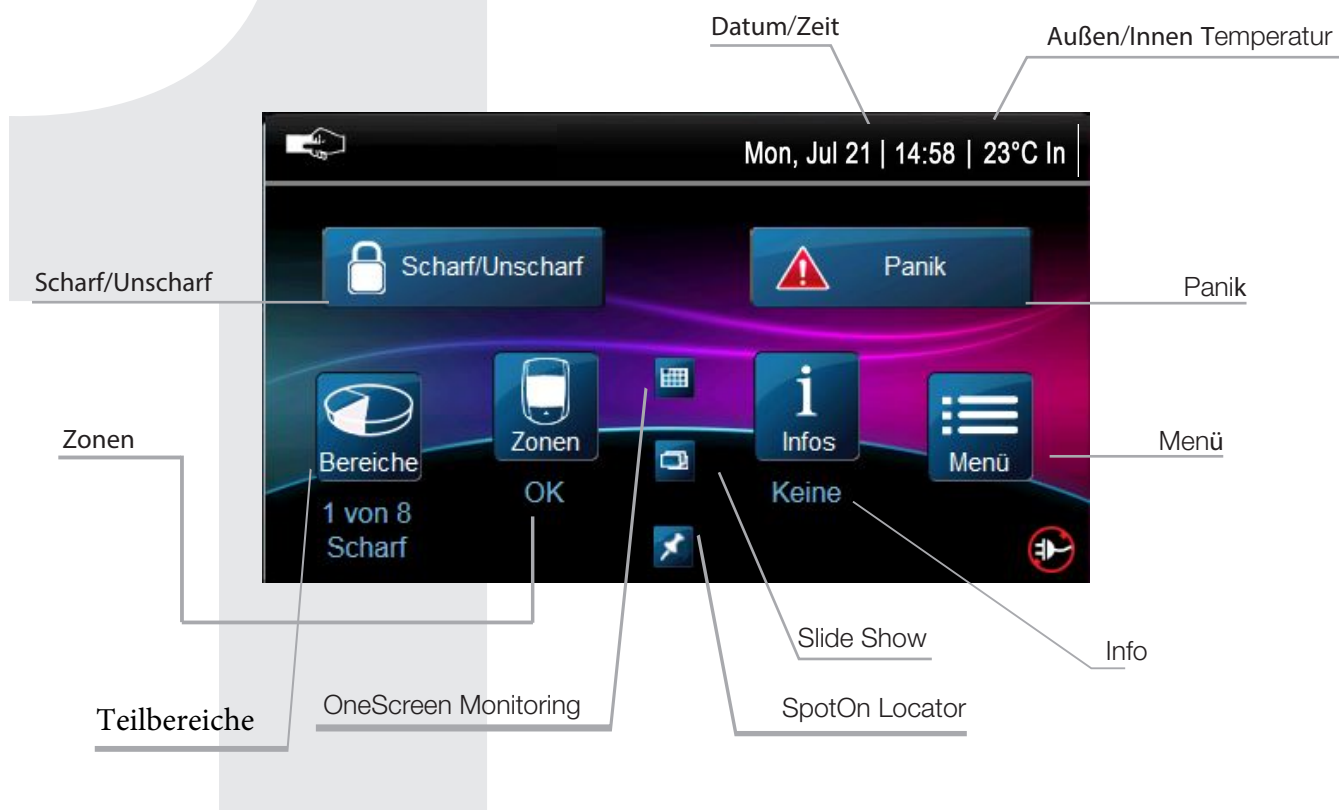 Datum/Zeit
Außen/Innen Temperatur
Mon, Jul 21 | 14:58 | 23°C In
Scharf/Unscharf
Panik
Scharf/Unscharf
Panik
Zonen
Bereiche
Zonen
Infos
Menü
Menü
OK
Keine
1 von 8
Scharf
Slide Show
Info
Teilbereiche
OneScreen Monitoring
SpotOn Locator